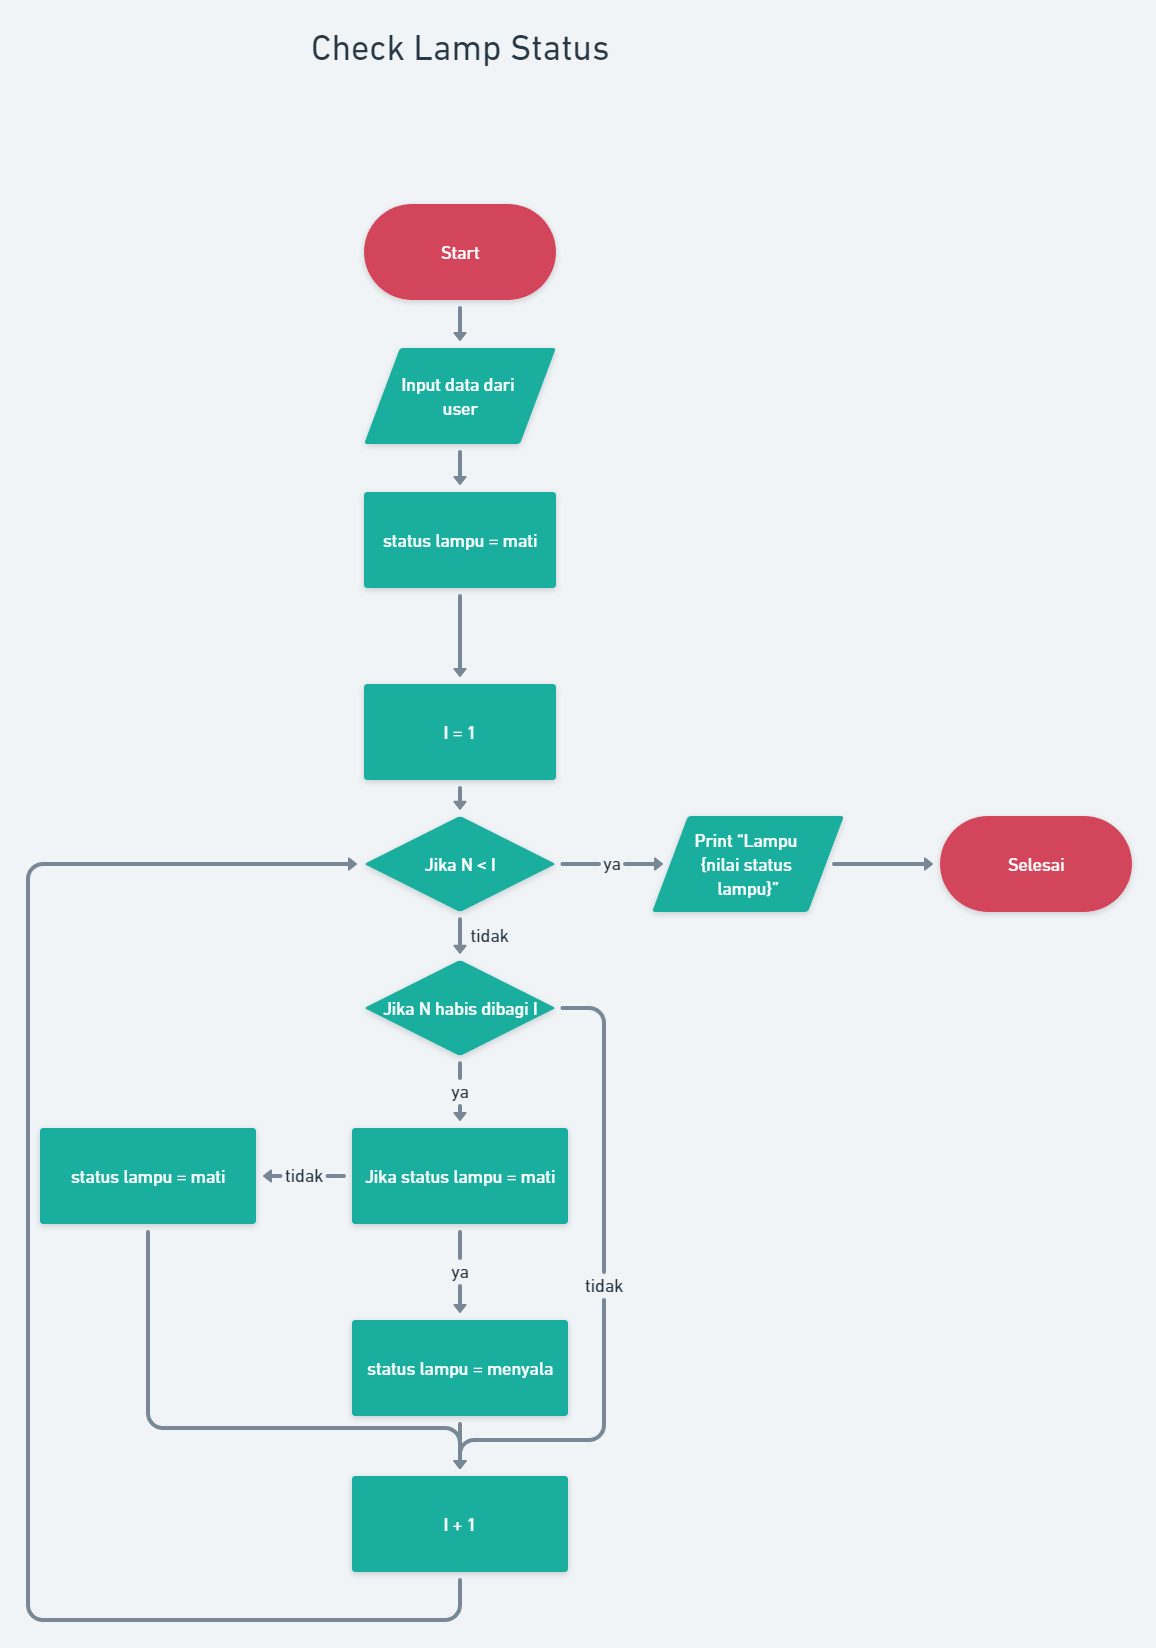 Check Lamp Status
Start
Input data dari
user
status lampu = mati
I = 1
Jika N < I
ya
Print “Lampu
{nilai status
lampu}”
Selesai
tidak
Jika N habis dibagi I
ya
status lampu = mati
tidak
Jika status lampu = mati
ya
tidak
status lampu = menyala
I + 1